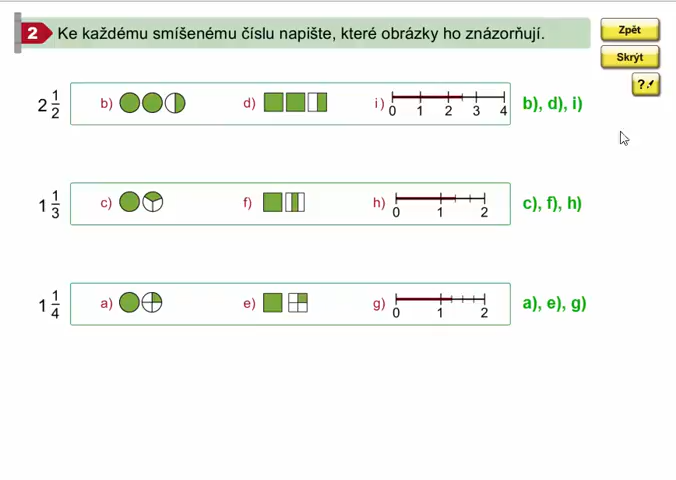 2 Ke každému smíšenému číslu napište, které obrázky ho znázorňují.
Zpět
Skrýt
?
2 1/2 b) d) i) 0 1 2 3 4 b), d), i)
1 1/3 c) f) h) 0 1 2 c), f), h)
1 1/4 a) e) g) 0 1 2 a), e), g)